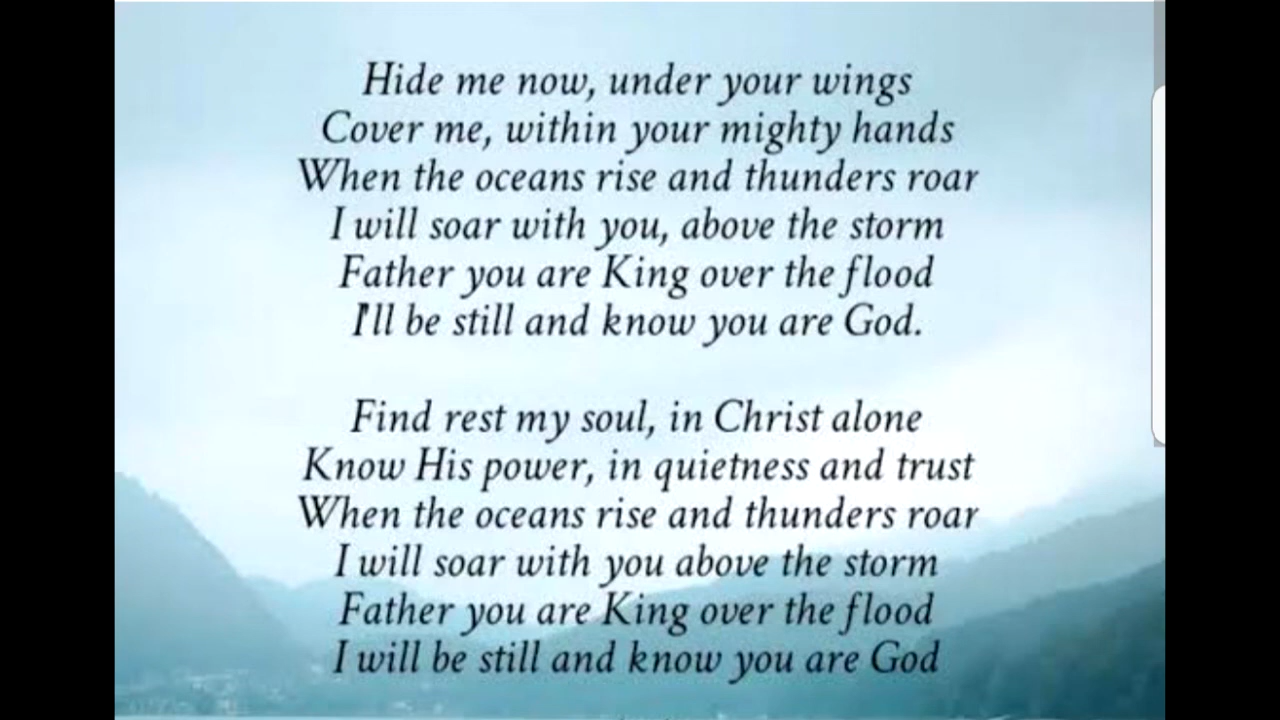 Hide me now, under your wings
Cover me, within your mighty hands
When the oceans rise and thunders roar
I will soar with you, above the storm
Father you are King over the flood
I'll be still and know you are God.
Find rest my soul, in Christ alone
Know His power, in quietness and trust
When the oceans rise and thunders roar
I will soar with you above the storm
Father you are King over the flood
I will be still and know you are God